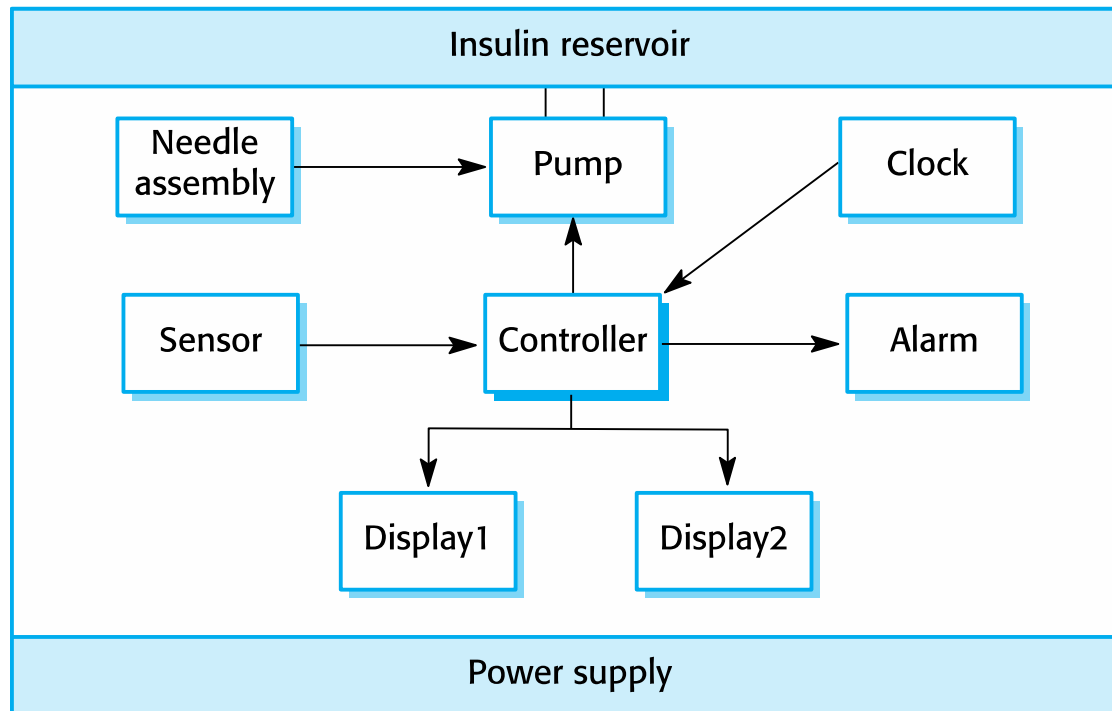 Insulin reservoir
Needle
assembly
Pump
Clock
Sensor
Controller
Alarm
Display1
Display2
Power supply